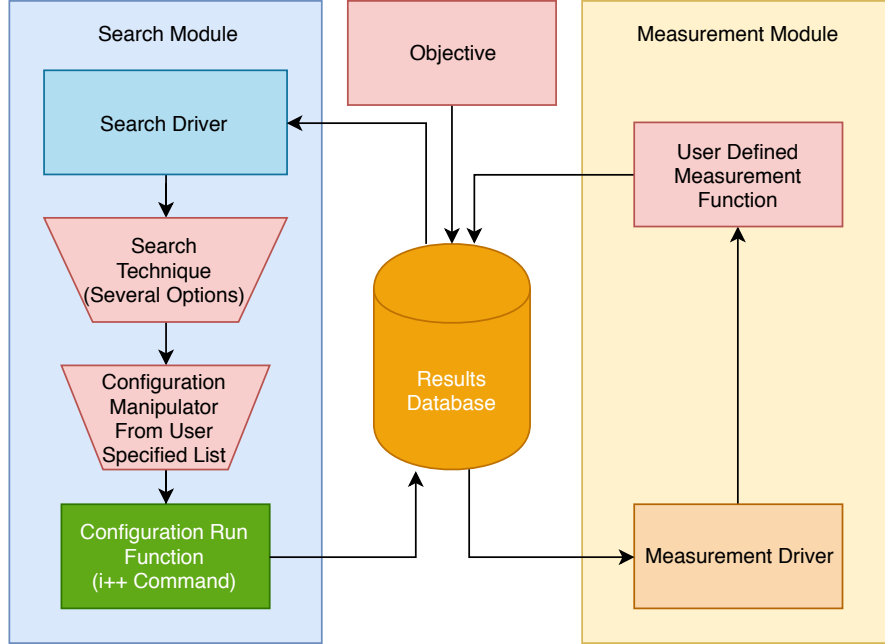 Search Module
Search Driver
Search
Technique
(Several Options)
Configuration
Manipulator
From User
Specified List
Configuration Run
Function
(i++ Command)
Objective
Results
Database
Measurement Module
User Defined
Measurement
Function
Measurement Driver